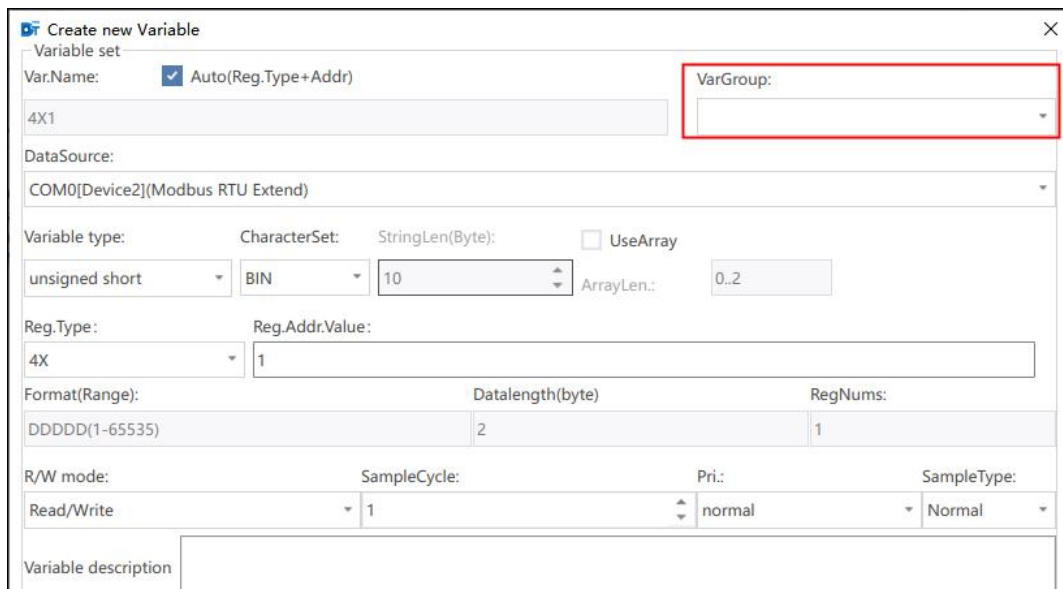 Create new Variable
Variable set
Var.Name: Auto(Reg.Type+Addr) VarGroup:
4X1
DataSource:
COM0[Device2](Modbus RTU Extend)
Variable type: CharacterSet: StringLen(Byte): UseArray
unsigned short BIN 10 ArrayLen.: 0..2
Reg.Type: Reg.Addr.Value:
4X 1
Format(Range): Datalength(byte) RegNums:
DDDDD(1-65535) 2 1
R/W mode: SampleCycle: Pri.: SampleType:
Read/Write 1 normal Normal
Variable description